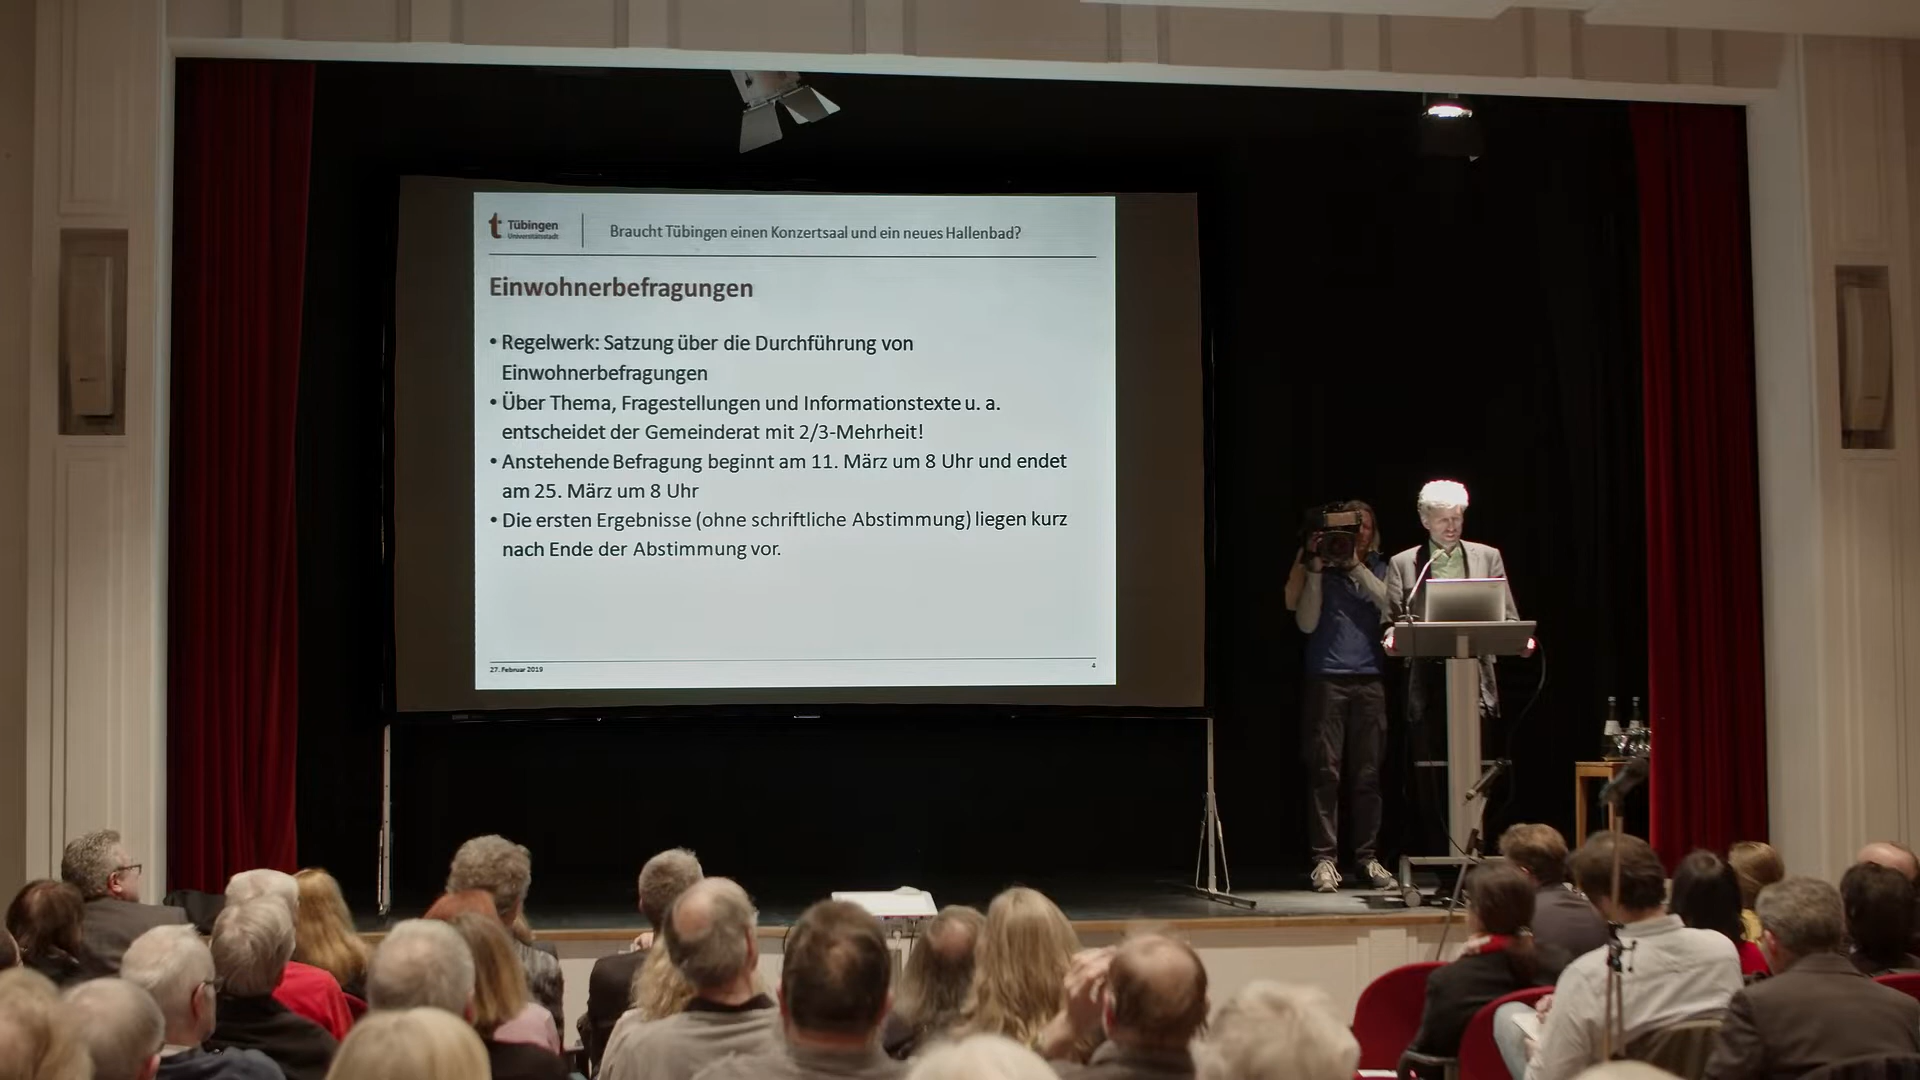 Tübingen
Universitätsstadt
Braucht Tübingen einen Konzertsaal und ein neues Hallenbad?
Einwohnerbefragungen
• Regelwerk: Satzung über die Durchführung von
Einwohnerbefragungen
• Über Thema, Fragestellungen und Informationstexte u. a.
entscheidet der Gemeinderat mit 2/3-Mehrheit!
• Anstehende Befragung beginnt am 11. März um 8 Uhr und endet
am 25. März um 8 Uhr
• Die ersten Ergebnisse (ohne schriftliche Abstimmung) liegen kurz
nach Ende der Abstimmung vor.
27. Februar 2019
4